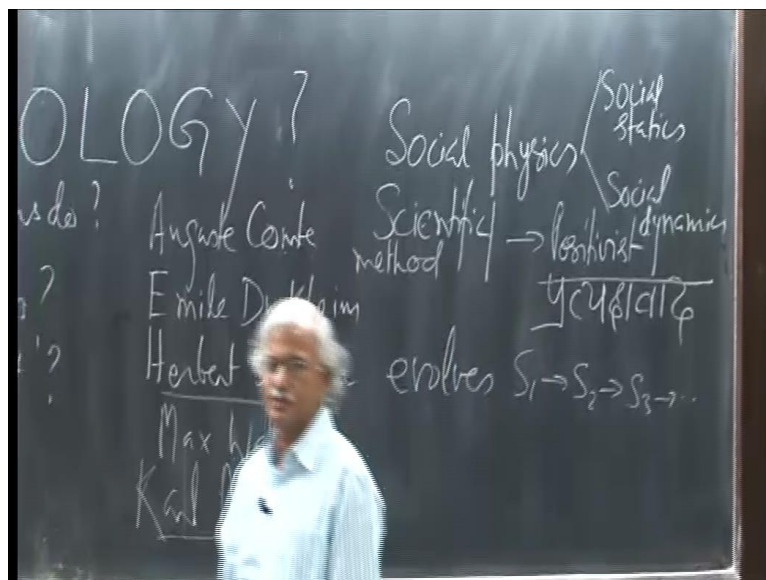 OLOGY?
Social physics
Social
statics
Social
dynamics
Scientific
method
→ Positivist
प्रत्यक्षवाद
do?
?
?
Auguste Comte
Emile
Herbert
Max
Karl
evolves S₁→S₂→S₃→..